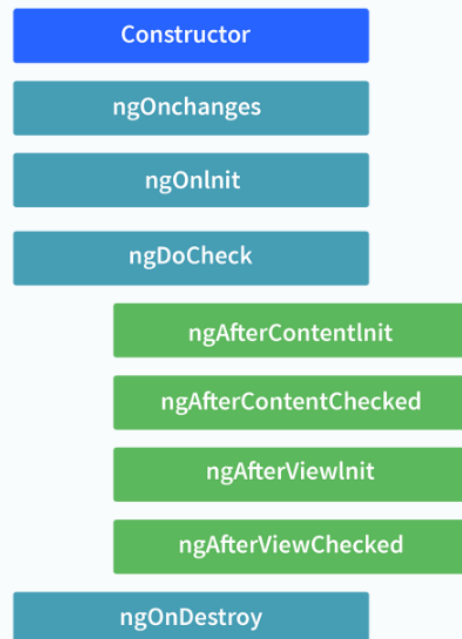 Constructor
ngOnchanges
ngOnInit
ngDoCheck
ngAfterContentInit
ngAfterContentChecked
ngAfterViewInit
ngAfterViewChecked
ngOnDestroy